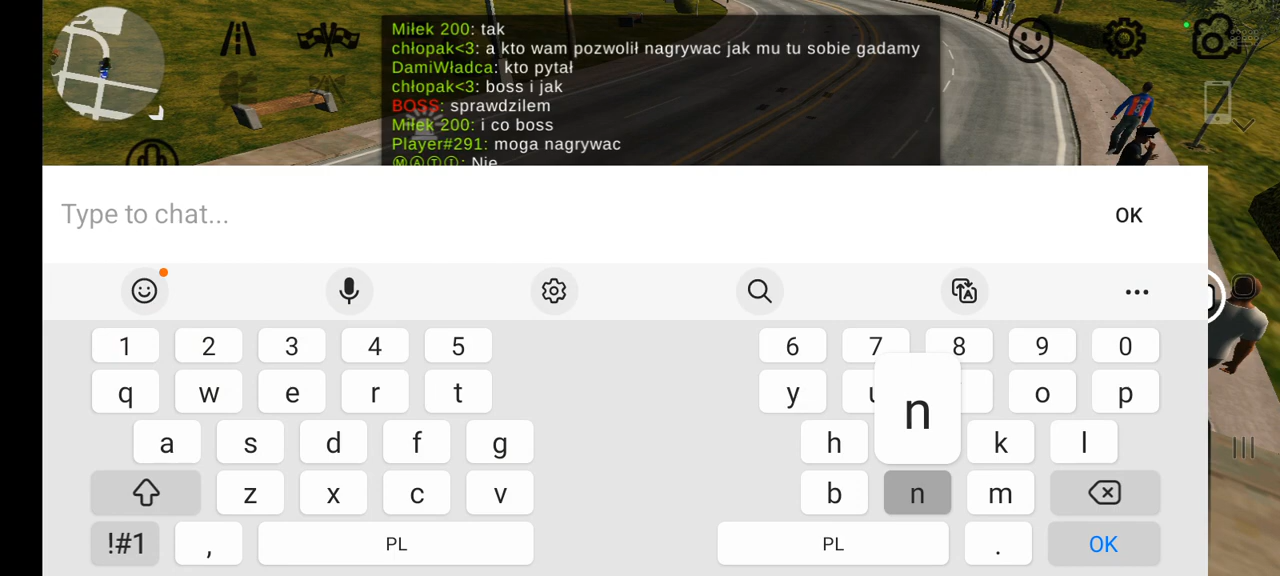 Miłek 200: tak
chłopak<3: a kto wam pozwolił nagrywac jak mu tu sobie gadamy
DamiWładca: kto pytał
chłopak<3: boss i jak
BOSS: sprawdzilem
Miłek 200: i co boss
Player#291: moga nagrywac
ⓂⒶⓉⒾ: Nie
Type to chat...
OK
1 2 3 4 5 6 7 8 9 0
q w e r t y u o p
n
a s d f g h k l
z x c v b n m
!#1 , PL PL . OK